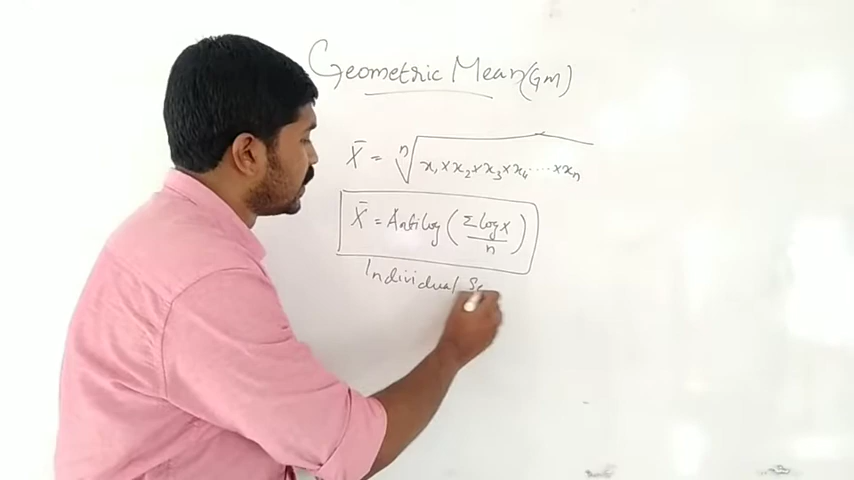 Geometric Mean (Gm)
X̄ = ⁿ√x₁ × x₂ × x₃ × x₄ .... × xₙ
X̄ = Antilog (Σ log x / n)
Individual Se